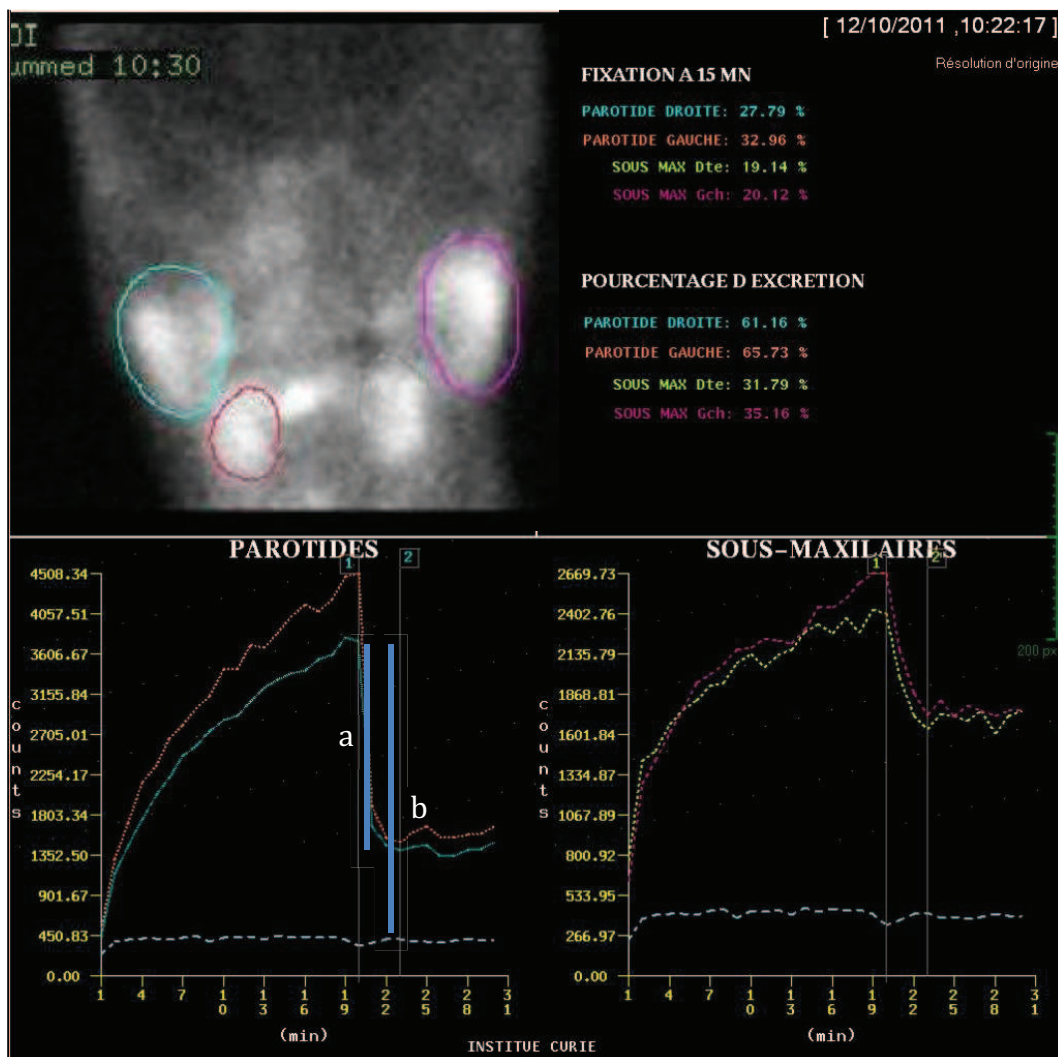 [ 12/10/2011 ,10:22:17 ]
Résolution d'origine
OI
ummed 10:30
FIXATION A 15 MN
PAROTIDE DROITE: 27.79 %
PAROTIDE GAUCHE: 32.96 %
SOUS MAX Dte: 19.14 %
SOUS MAX Gch: 20.12 %
POURCENTAGE D EXCRETION
PAROTIDE DROITE: 61.16 %
PAROTIDE GAUCHE: 65.73 %
SOUS MAX Dte: 31.79 %
SOUS MAX Gch: 35.16 %
200 px
PAROTIDES
1
2
4508.34
4057.51
3606.67
3155.84
2705.01
2254.17
1803.34
1352.50
901.67
450.83
0.00
counts
a
b
1 4 7 10 13 16 19 22 25 28 31
(min)
SOUS-MAXILAIRES
1
2
2669.73
2402.76
2135.79
1868.81
1601.84
1334.87
1067.89
800.92
533.95
266.97
0.00
counts
1 4 7 10 13 16 19 22 25 28 31
(min)
INSTITUE CURIE